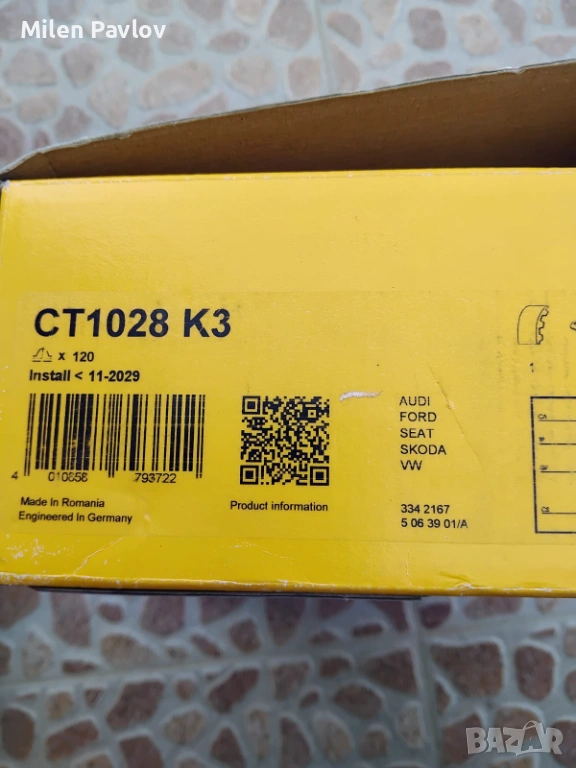 Milen Pavlov
CT1028 K3
x 120
Install < 11-2029
4 010858 793722
Made In Romania
Engineered In Germany
Product information
AUDI
FORD
SEAT
SKODA
VW
334 2167
5 06 39 01/A
1
BAZAR